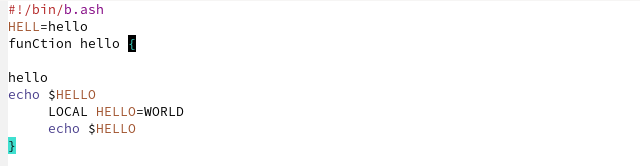 #!/bin/b.ash
HELL=hello
funCtion hello {
hello
echo $HELLO
LOCAL HELLO=WORLD
echo $HELLO
}